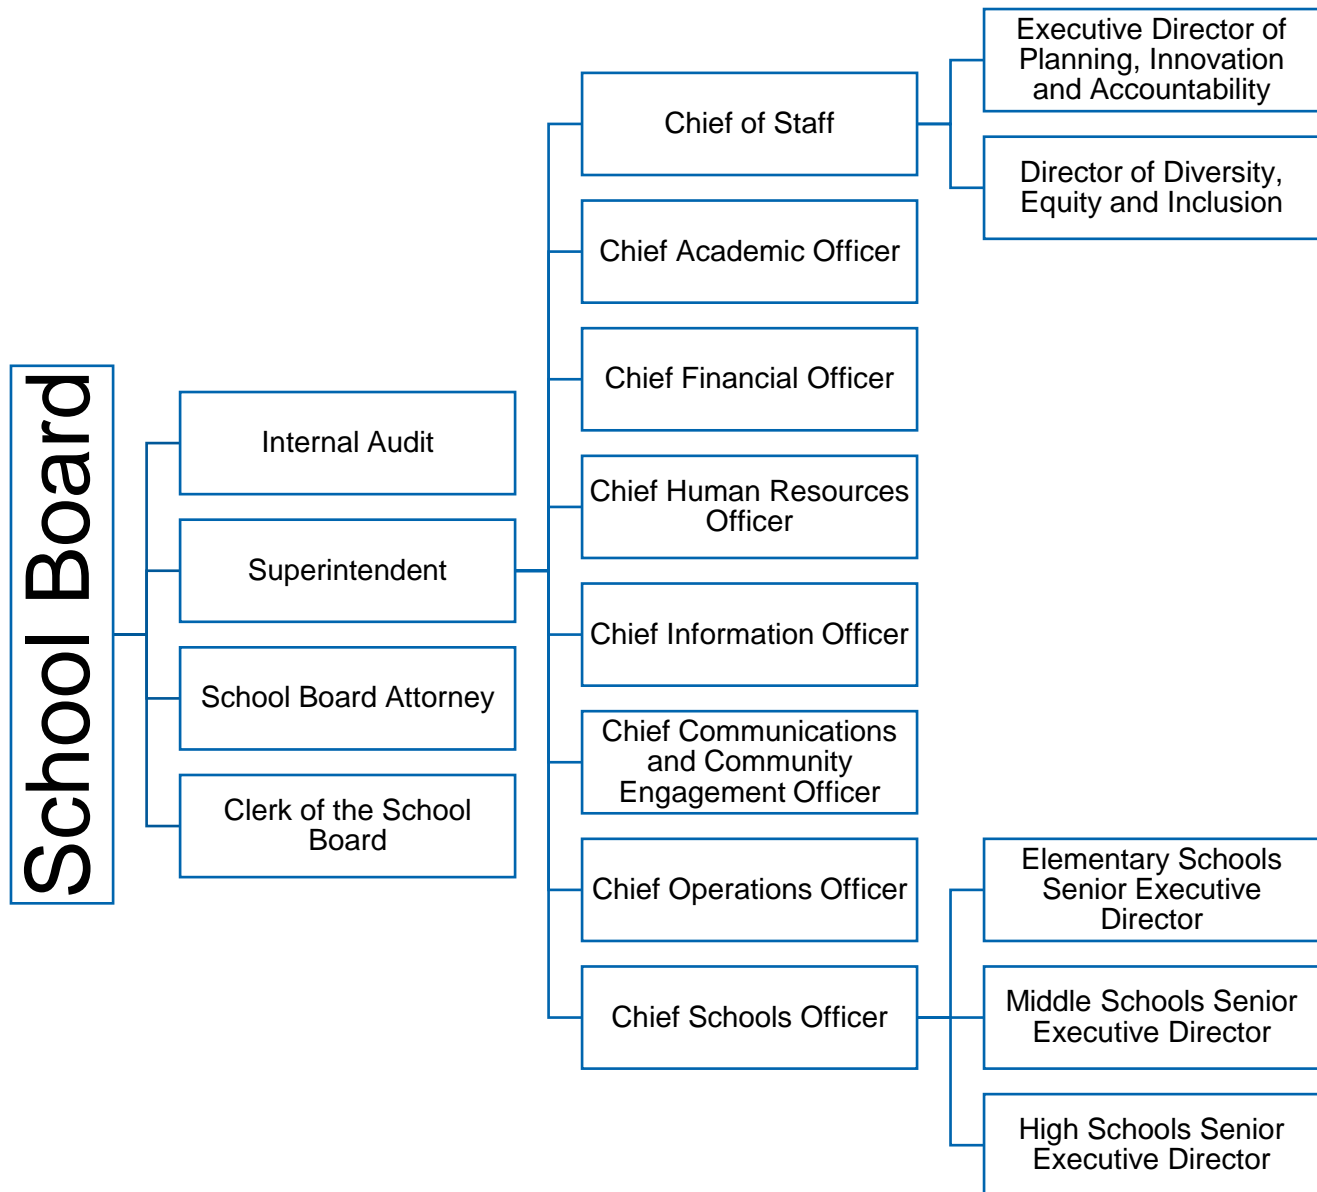 School Board
Internal Audit
Superintendent
School Board Attorney
Clerk of the School
Board
Chief of Staff
Chief Academic Officer
Chief Financial Officer
Chief Human Resources
Officer
Chief Information Officer
Chief Communications
and Community
Engagement Officer
Chief Operations Officer
Chief Schools Officer
Executive Director of
Planning, Innovation
and Accountability
Director of Diversity,
Equity and Inclusion
Elementary Schools
Senior Executive
Director
Middle Schools Senior
Executive Director
High Schools Senior
Executive Director